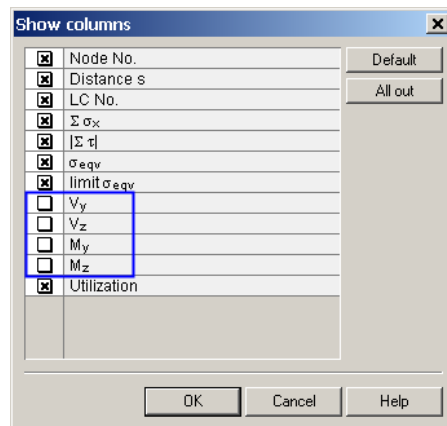 Show columns
Node No.
Default
Distance s
All out
LC No.
Σ σx
|Σ τ|
σeqv
limit σeqv
Vy
Vz
My
Mz
Utilization
OK
Cancel
Help